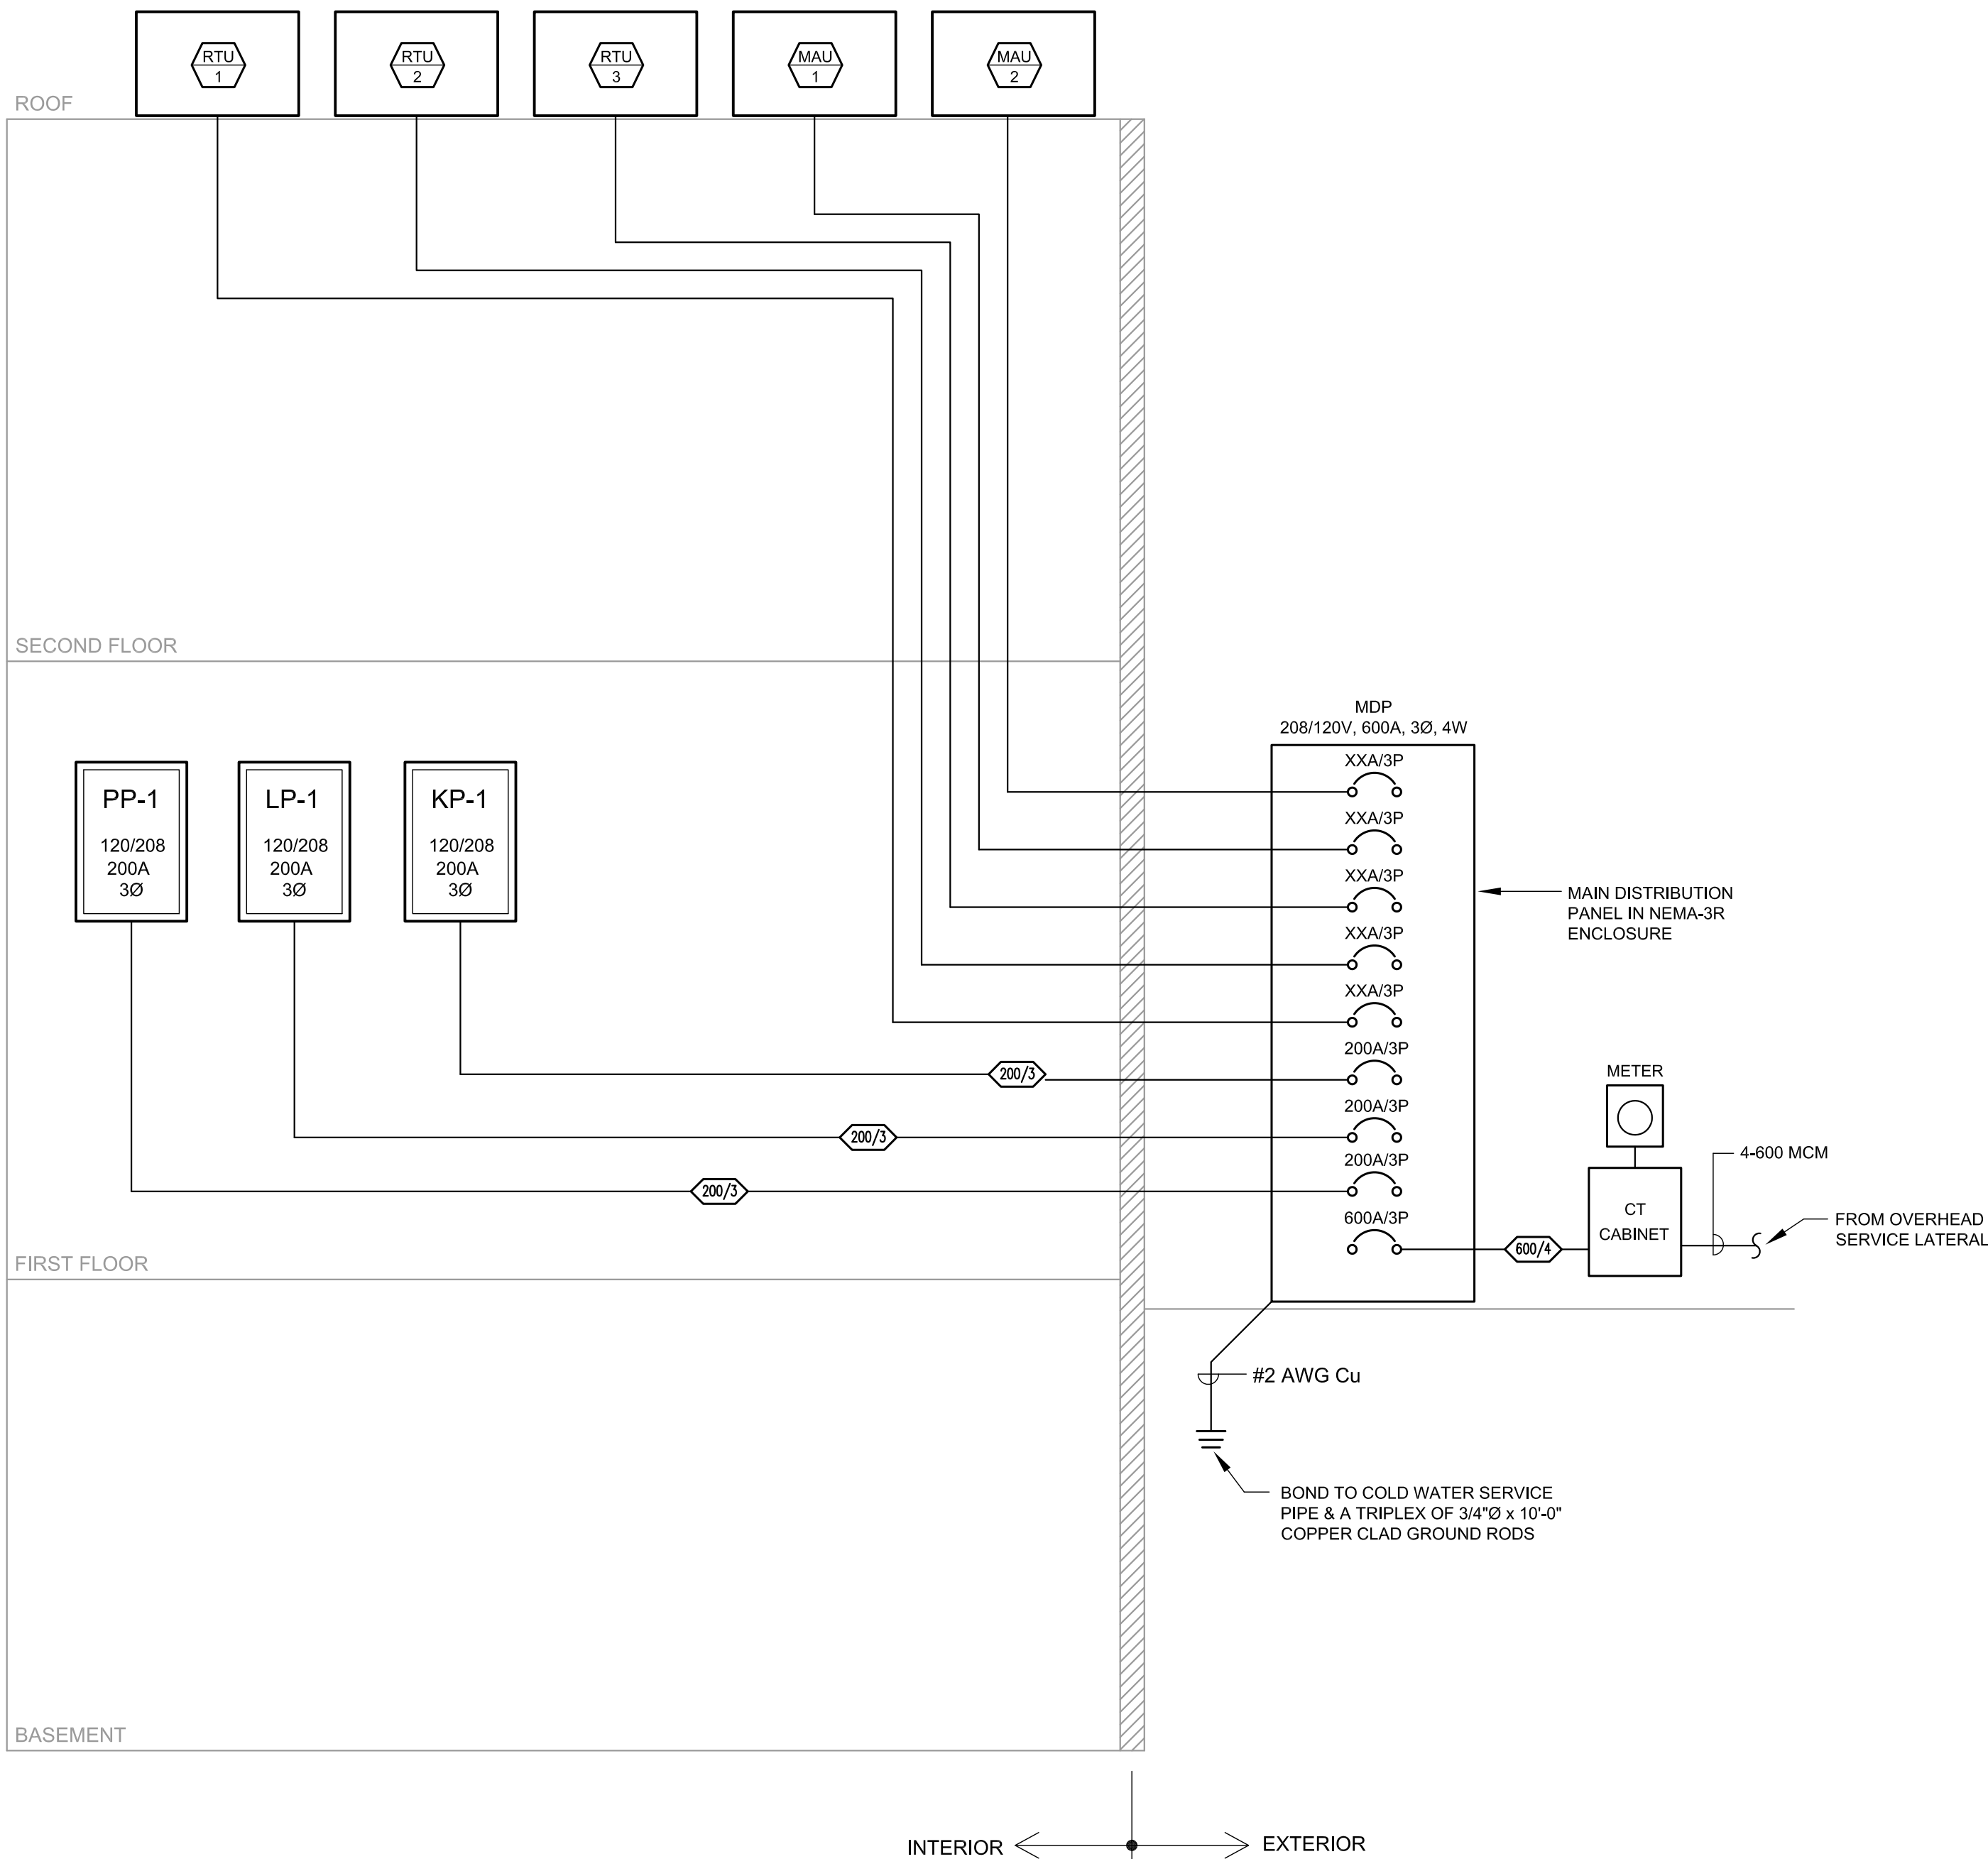 RTU
1
RTU
2
RTU
3
MAU
1
MAU
2
ROOF
SECOND FLOOR
MDP
208/120V, 600A, 3Ø, 4W
XXA/3P
XXA/3P
XXA/3P
XXA/3P
XXA/3P
200A/3P
200A/3P
200A/3P
600A/3P
PP-1
120/208
200A
3Ø
LP-1
120/208
200A
3Ø
KP-1
120/208
200A
3Ø
MAIN DISTRIBUTION
PANEL IN NEMA-3R
ENCLOSURE
200/3
200/3
200/3
METER
4-600 MCM
CT
CABINET
600/4
FROM OVERHEAD
SERVICE LATERAL
FIRST FLOOR
#2 AWG Cu
BOND TO COLD WATER SERVICE
PIPE & A TRIPLEX OF 3/4"Ø x 10'-0"
COPPER CLAD GROUND RODS
BASEMENT
INTERIOR
EXTERIOR